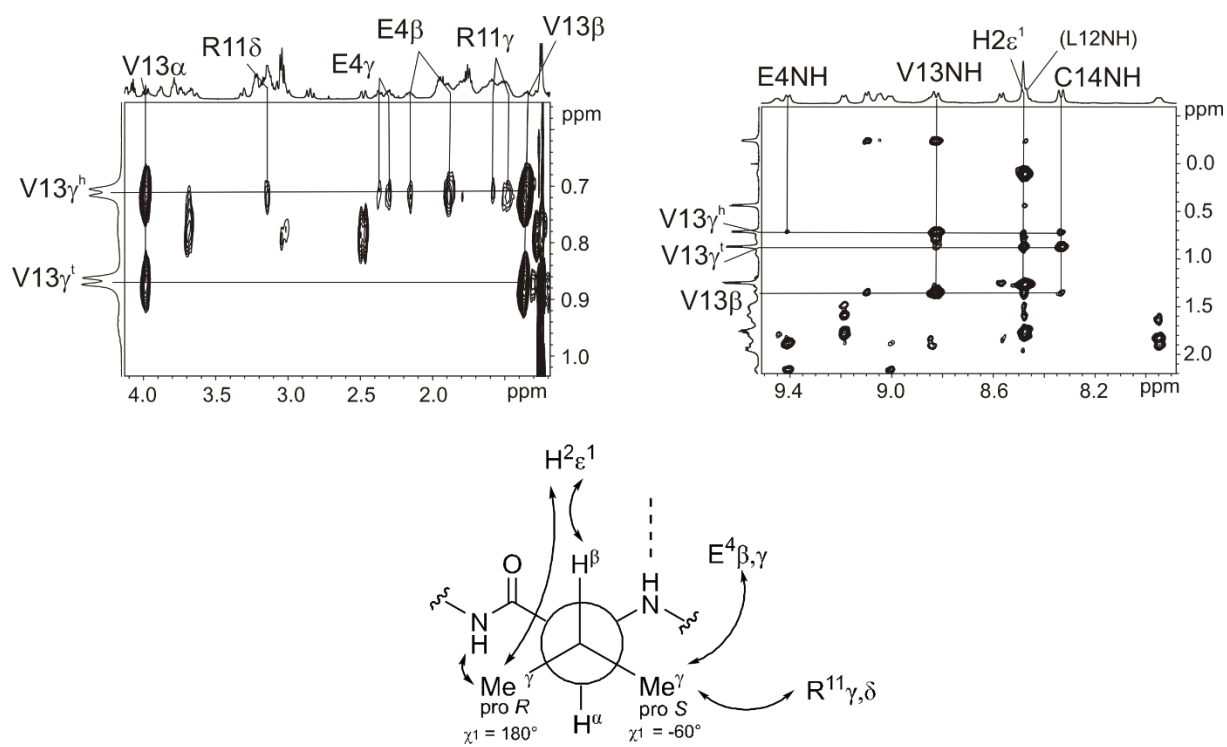 V13α
R11δ
E4γ
E4β
R11γ
V13β
ppm
V13γʰ
V13γᵗ
0.7
0.8
0.9
1.0
4.0 3.5 3.0 2.5 2.0 ppm
E4NH
V13NH
H2ε¹
(L12NH)
C14NH
ppm
V13γʰ
V13γᵗ
V13β
0.0
0.5
1.0
1.5
2.0
9.4 9.0 8.6 8.2 ppm
H²ε¹
Hᵝ
O
H
N
N
H
E⁴β,γ
Me γ
pro R
χ1 = 180°
Hᵅ
Meᵞ
pro S
χ1 = -60°
R¹¹γ,δ